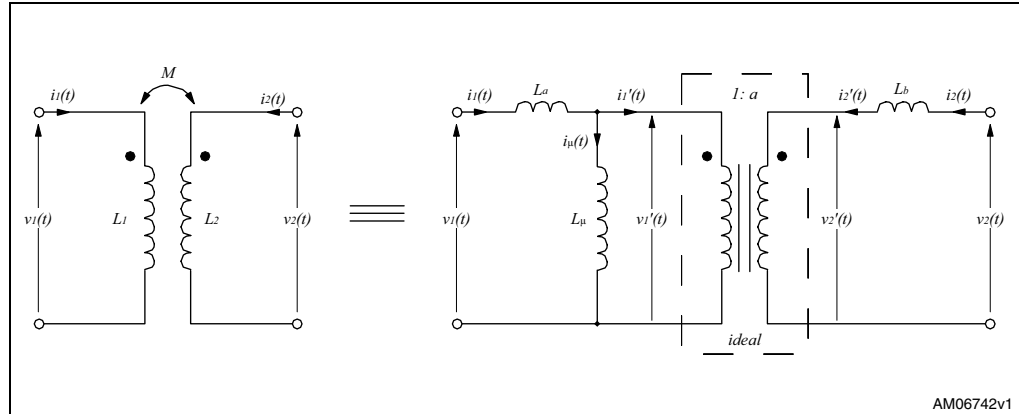 M
i1(t)
i2(t)
v1(t)
L1
L2
v2(t)
i1(t)
La
i1'(t)
1: a
i2'(t)
Lb
i2(t)
iμ(t)
v1(t)
Lμ
v1'(t)
v2'(t)
v2(t)
ideal
AM06742v1